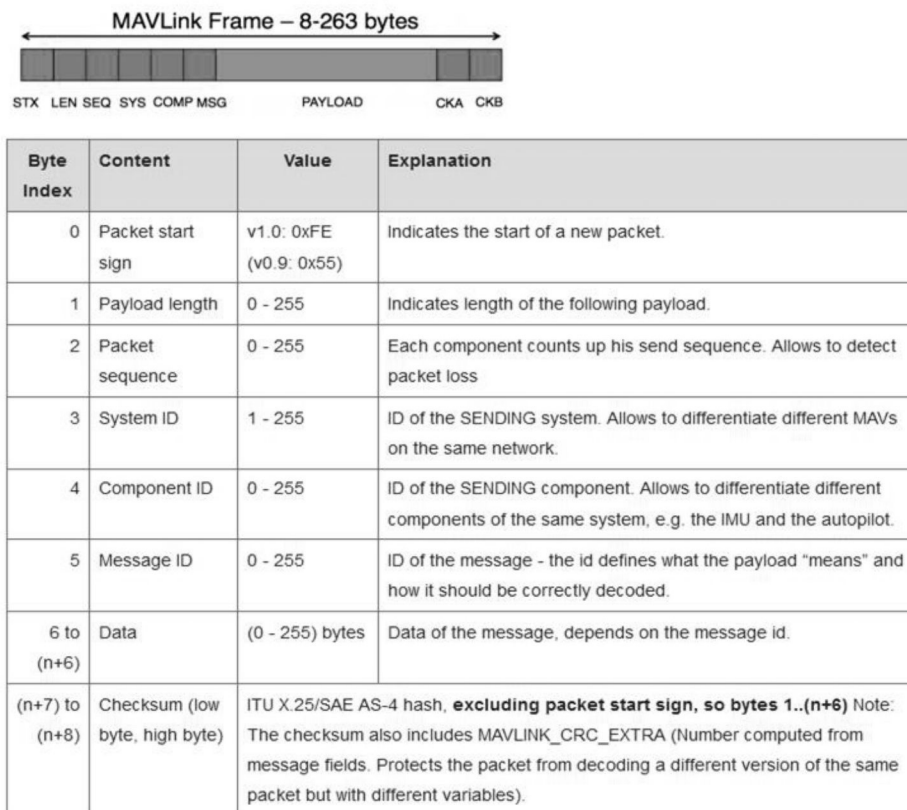 MAVLink Frame – 8-263 bytes
STX LEN SEQ SYS COMP MSG PAYLOAD CKA CKB
Byte Index Content Value Explanation
0 Packet start sign v1.0: 0xFE (v0.9: 0x55) Indicates the start of a new packet.
1 Payload length 0 - 255 Indicates length of the following payload.
2 Packet sequence 0 - 255 Each component counts up his send sequence. Allows to detect packet loss
3 System ID 1 - 255 ID of the SENDING system. Allows to differentiate different MAVs on the same network.
4 Component ID 0 - 255 ID of the SENDING component. Allows to differentiate different components of the same system, e.g. the IMU and the autopilot.
5 Message ID 0 - 255 ID of the message - the id defines what the payload “means” and how it should be correctly decoded.
6 to (n+6) Data (0 - 255) bytes Data of the message, depends on the message id.
(n+7) to (n+8) Checksum (low byte, high byte) ITU X.25/SAE AS-4 hash, excluding packet start sign, so bytes 1..(n+6) Note: The checksum also includes MAVLINK_CRC_EXTRA (Number computed from message fields. Protects the packet from decoding a different version of the same packet but with different variables).